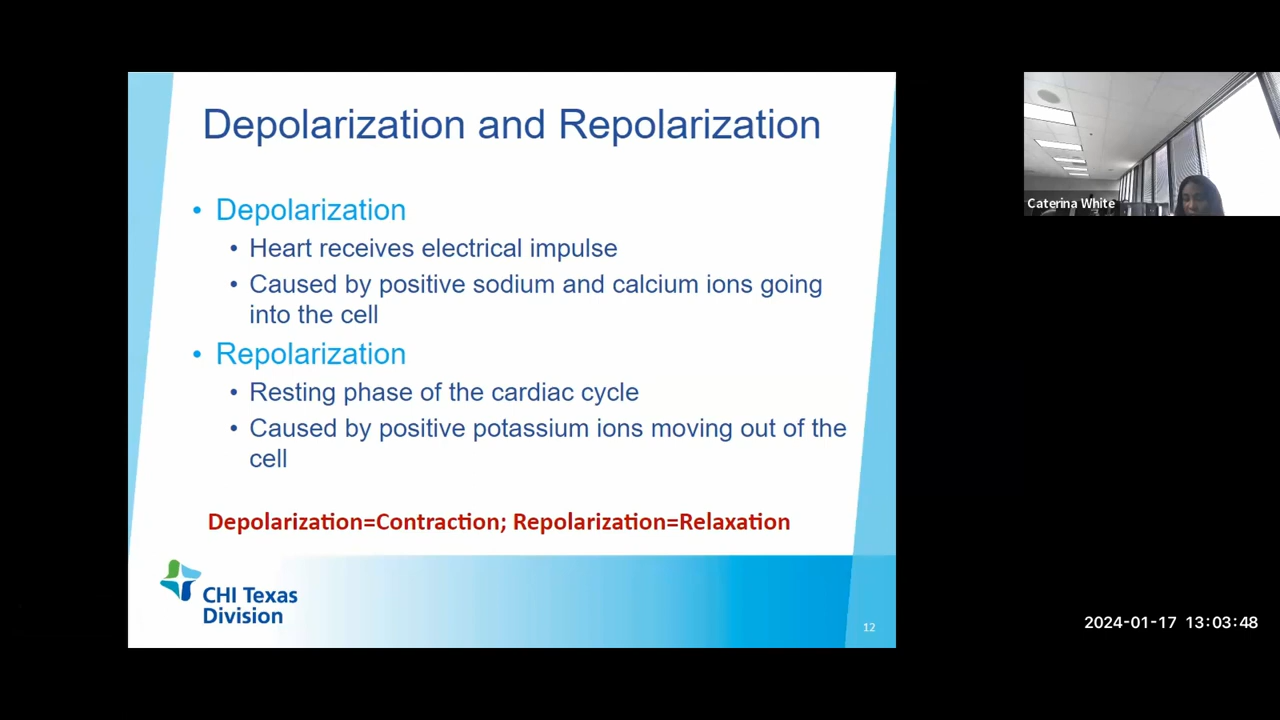 Depolarization and Repolarization
• Depolarization
• Heart receives electrical impulse
• Caused by positive sodium and calcium ions going
into the cell
• Repolarization
• Resting phase of the cardiac cycle
• Caused by positive potassium ions moving out of the
cell
Depolarization=Contraction; Repolarization=Relaxation
CHI Texas
Division
12
Caterina White
2024-01-17 13:03:48